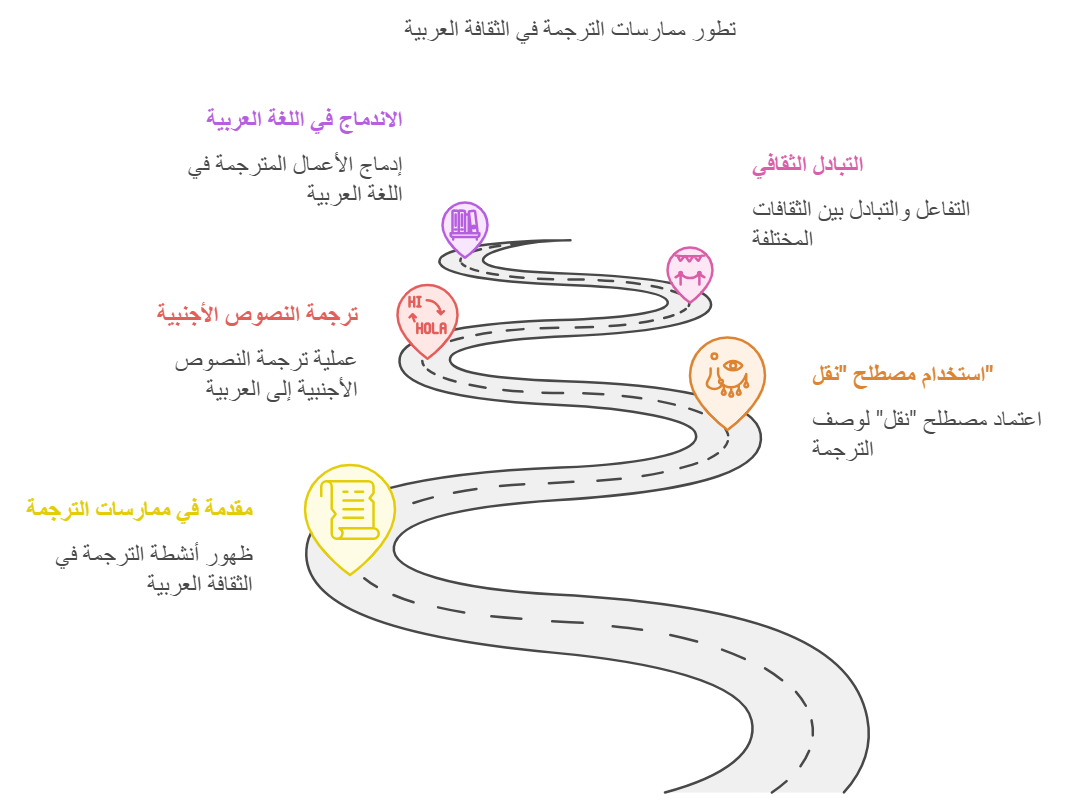 تطور ممارسات الترجمة في الثقافة العربية
الاندماج في اللغة العربية
إدماج الأعمال المترجمة في
اللغة العربية
التبادل الثقافي
التفاعل والتبادل بين الثقافات
المختلفة
ترجمة النصوص الأجنبية
عملية ترجمة النصوص
الأجنبية إلى العربية
HI
HOLA
"استخدام مصطلح "نقل
اعتماد مصطلح "نقل" لوصف
الترجمة
مقدمة في ممارسات الترجمة
ظهور أنشطة الترجمة في
الثقافة العربية